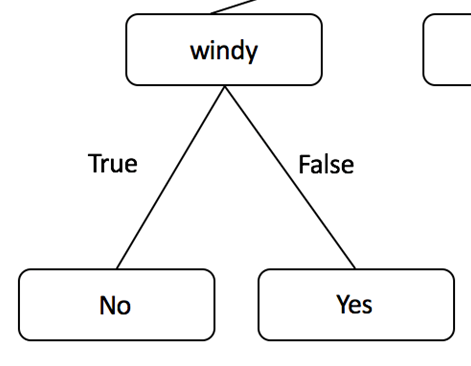 windy
True
False
No
Yes